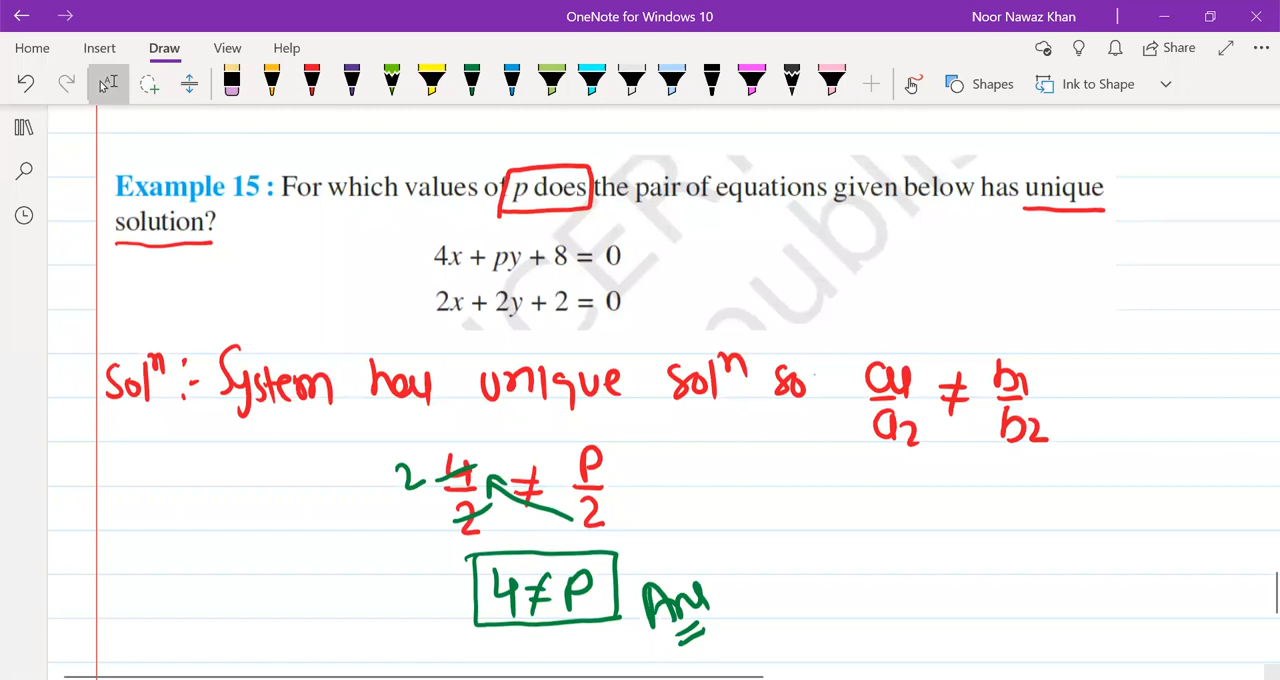 OneNote for Windows 10
Noor Nawaz Khan
Home Insert Draw View Help
Share
Shapes Ink to Shape
Example 15 : For which values of p does the pair of equations given below has unique
solution?
4x + py + 8 = 0
2x + 2y + 2 = 0
Solⁿ :- System has unique solⁿ so a1/a2 ≠ b1/b2
2 4/2 ≠ P/2
4 ≠ P Ans